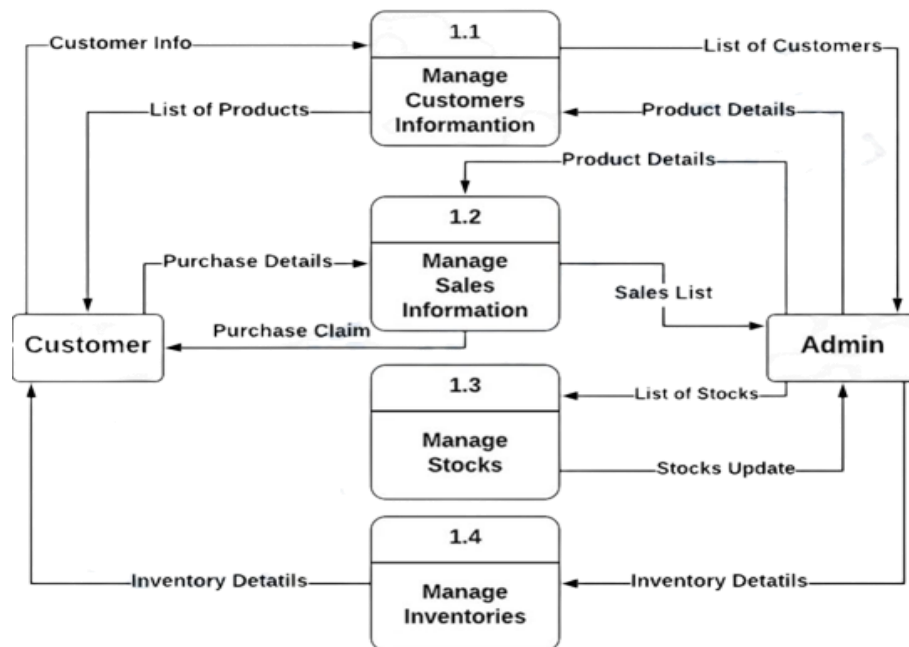 1.1
Customer Info
List of Customers
Manage
Customers
Informantion
List of Products
Product Details
Product Details
1.2
Manage
Sales
Information
Purchase Details
Sales List
Purchase Claim
Customer
Admin
1.3
List of Stocks
Manage
Stocks
Stocks Update
1.4
Inventory Detatils
Inventory Detatils
Manage
Inventories